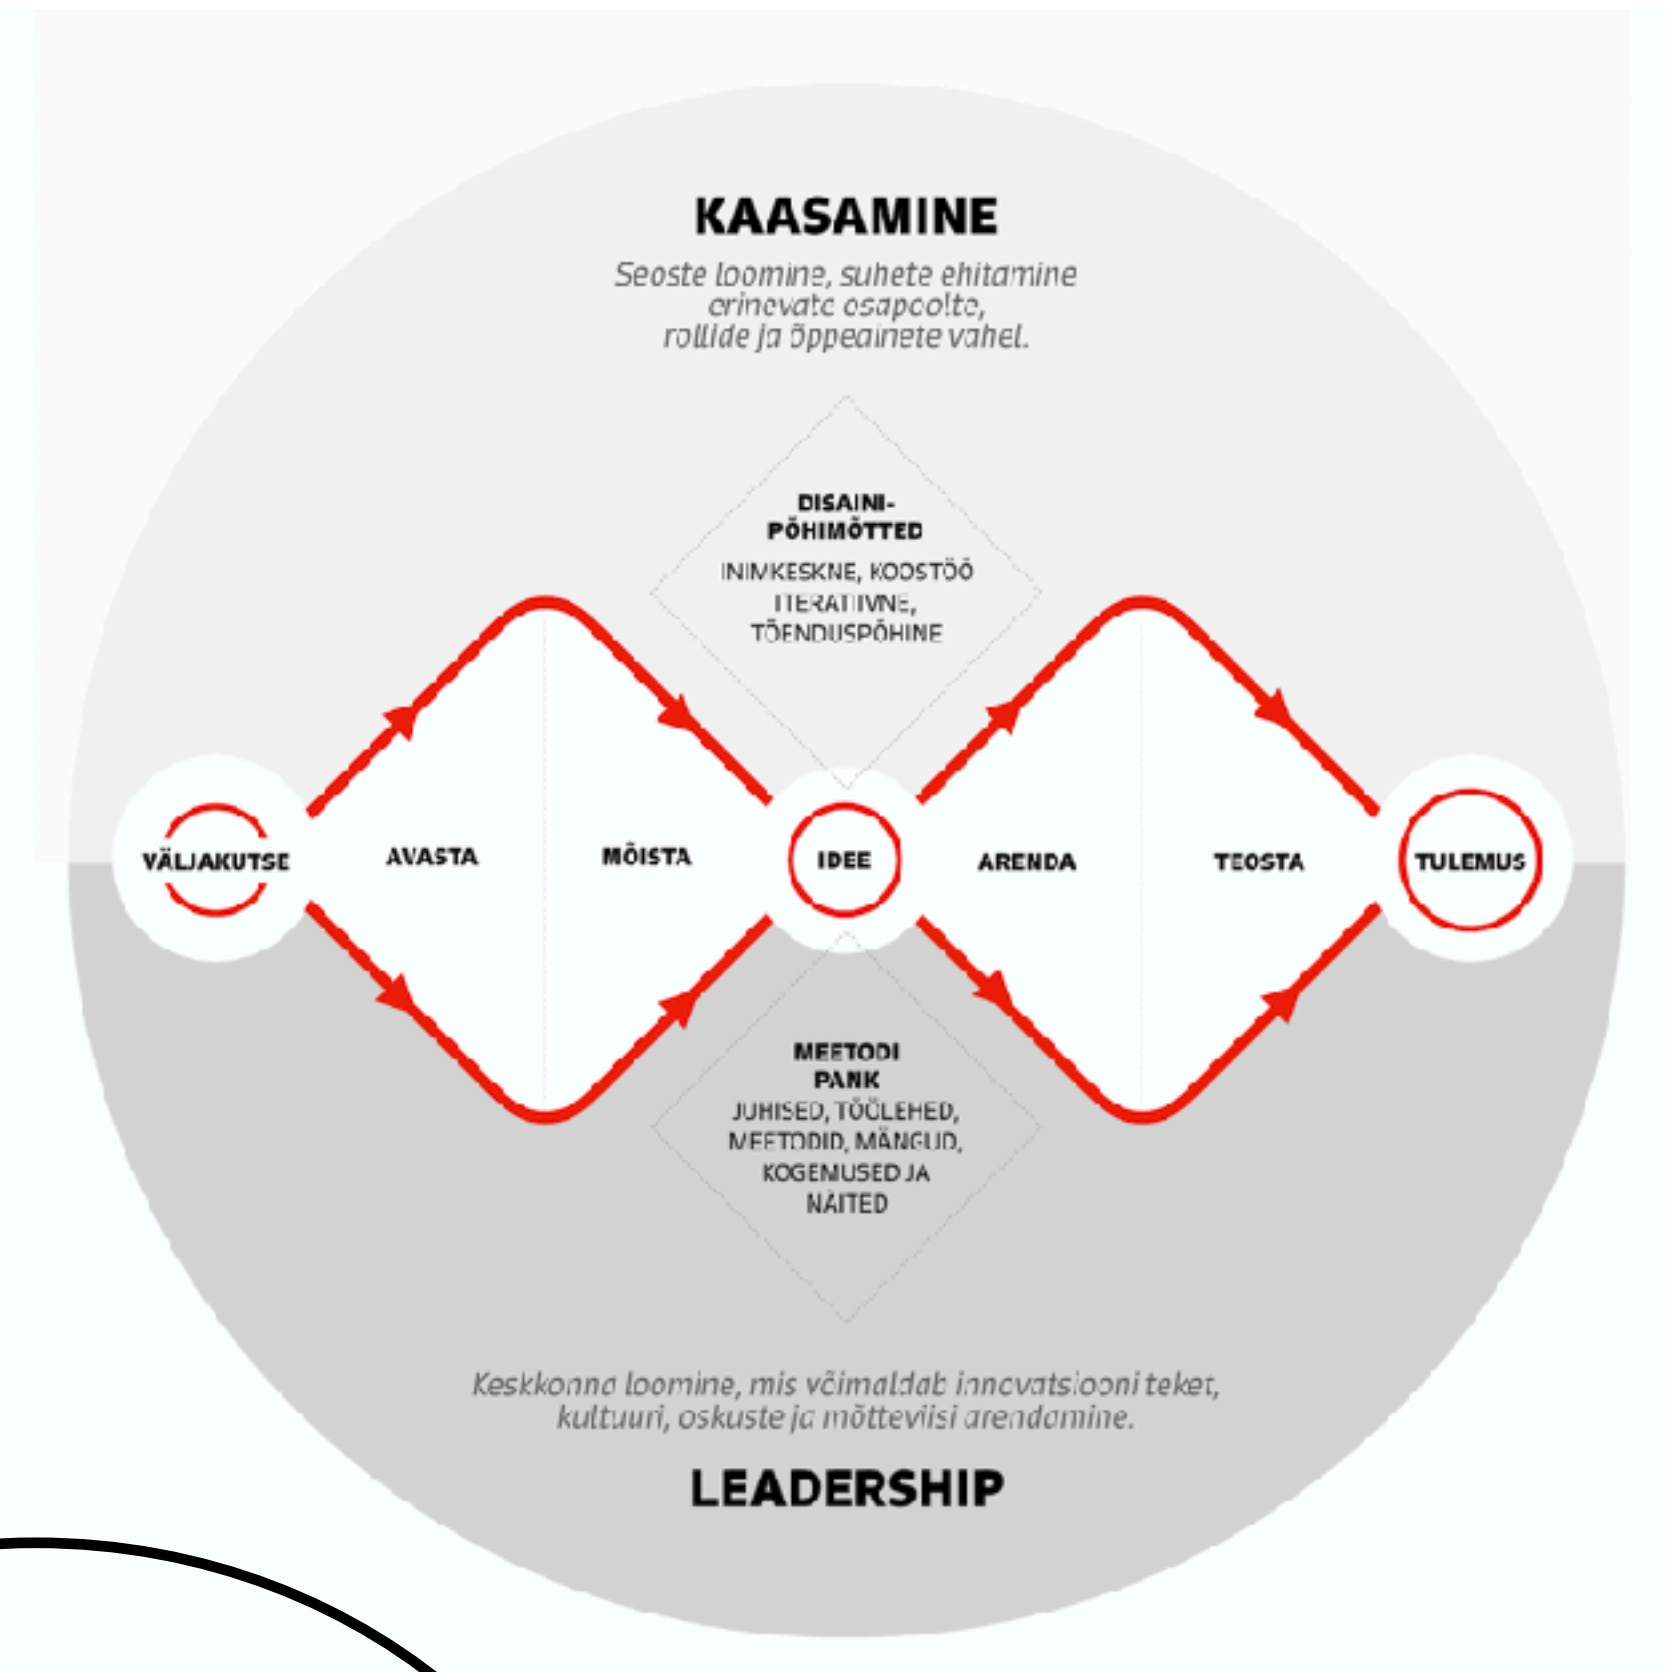 KAASAMINE
Seoste loomine, suhete ehitamine
erinevate osapoolte,
rollide ja õppeainete vahel.
DISAINI-
PÕHIMÕTTED
INIMKESKNE, KOOSTÖÖ
ITERATIIVNE,
TÕENDUSPÕHINE
VÄLJAKUTSE
AVASTA
MÕISTA
IDEE
ARENDA
TEOSTA
TULEMUS
MEETODI
PANK
JUHISED, TÖÖLEHED,
MEETODID, MÄNGUD,
KOGEMUSED JA
NÄITED
Keskkonna loomine, mis võimaldab innovatsiooni teket,
kultuuri, oskuste ja mõtteviisi arendamine.
LEADERSHIP